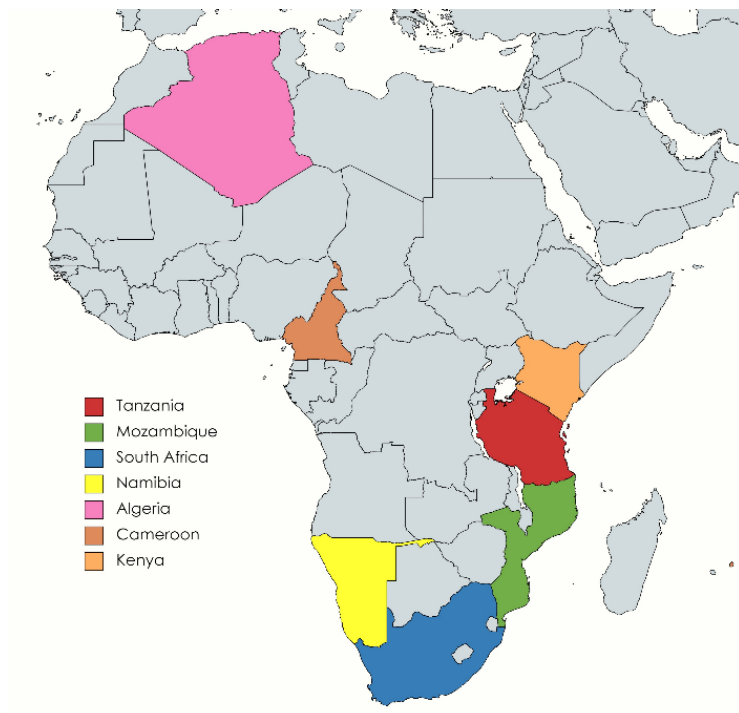 Tanzania
Mozambique
South Africa
Namibia
Algeria
Cameroon
Kenya